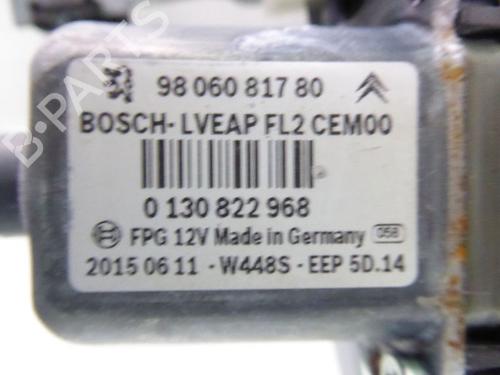 98 060 817 80
BOSCH- LVEAP FL2 CEM00
0 130 822 968
FPG 12V Made in Germany 058
2015 06 11 - W448S - EEP 5D.14
B-PARTS